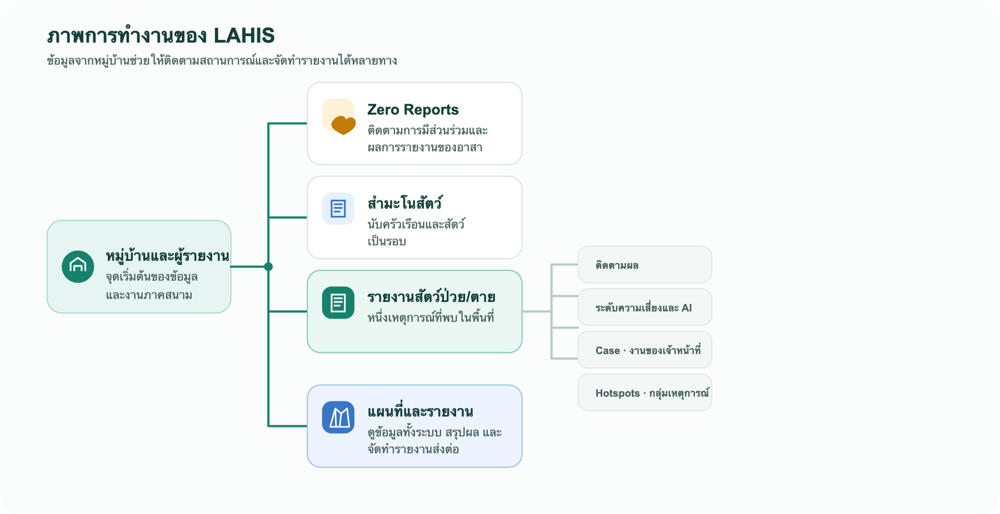 ภาพการทำงานของ LAHIS
ข้อมูลจากหมู่บ้านช่วยให้ติดตามสถานการณ์และจัดทำรายงานได้หลายทาง
Zero Reports
ติดตามการมีส่วนร่วมและ
ผลการรายงานของอาสา
สำมะโนสัตว์
นับครัวเรือนและสัตว์
เป็นรอบ
หมู่บ้านและผู้รายงาน
จุดเริ่มต้นของข้อมูล
และงานภาคสนาม
รายงานสัตว์ป่วย/ตาย
หนึ่งเหตุการณ์ที่พบในพื้นที่
ติดตามผล
ระดับความเสี่ยงและ AI
Case · งานของเจ้าหน้าที่
Hotspots · กลุ่มเหตุการณ์
แผนที่และรายงาน
ดูข้อมูลทั้งระบบ สรุปผล และ
จัดทำรายงานส่งต่อ